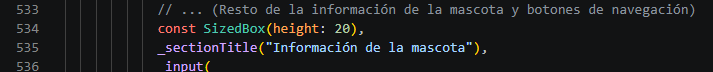 533 // ... (Resto de la información de la mascota y botones de navegación)
534 const SizedBox(height: 20),
535 _sectionTitle("Información de la mascota"),
536 _input(